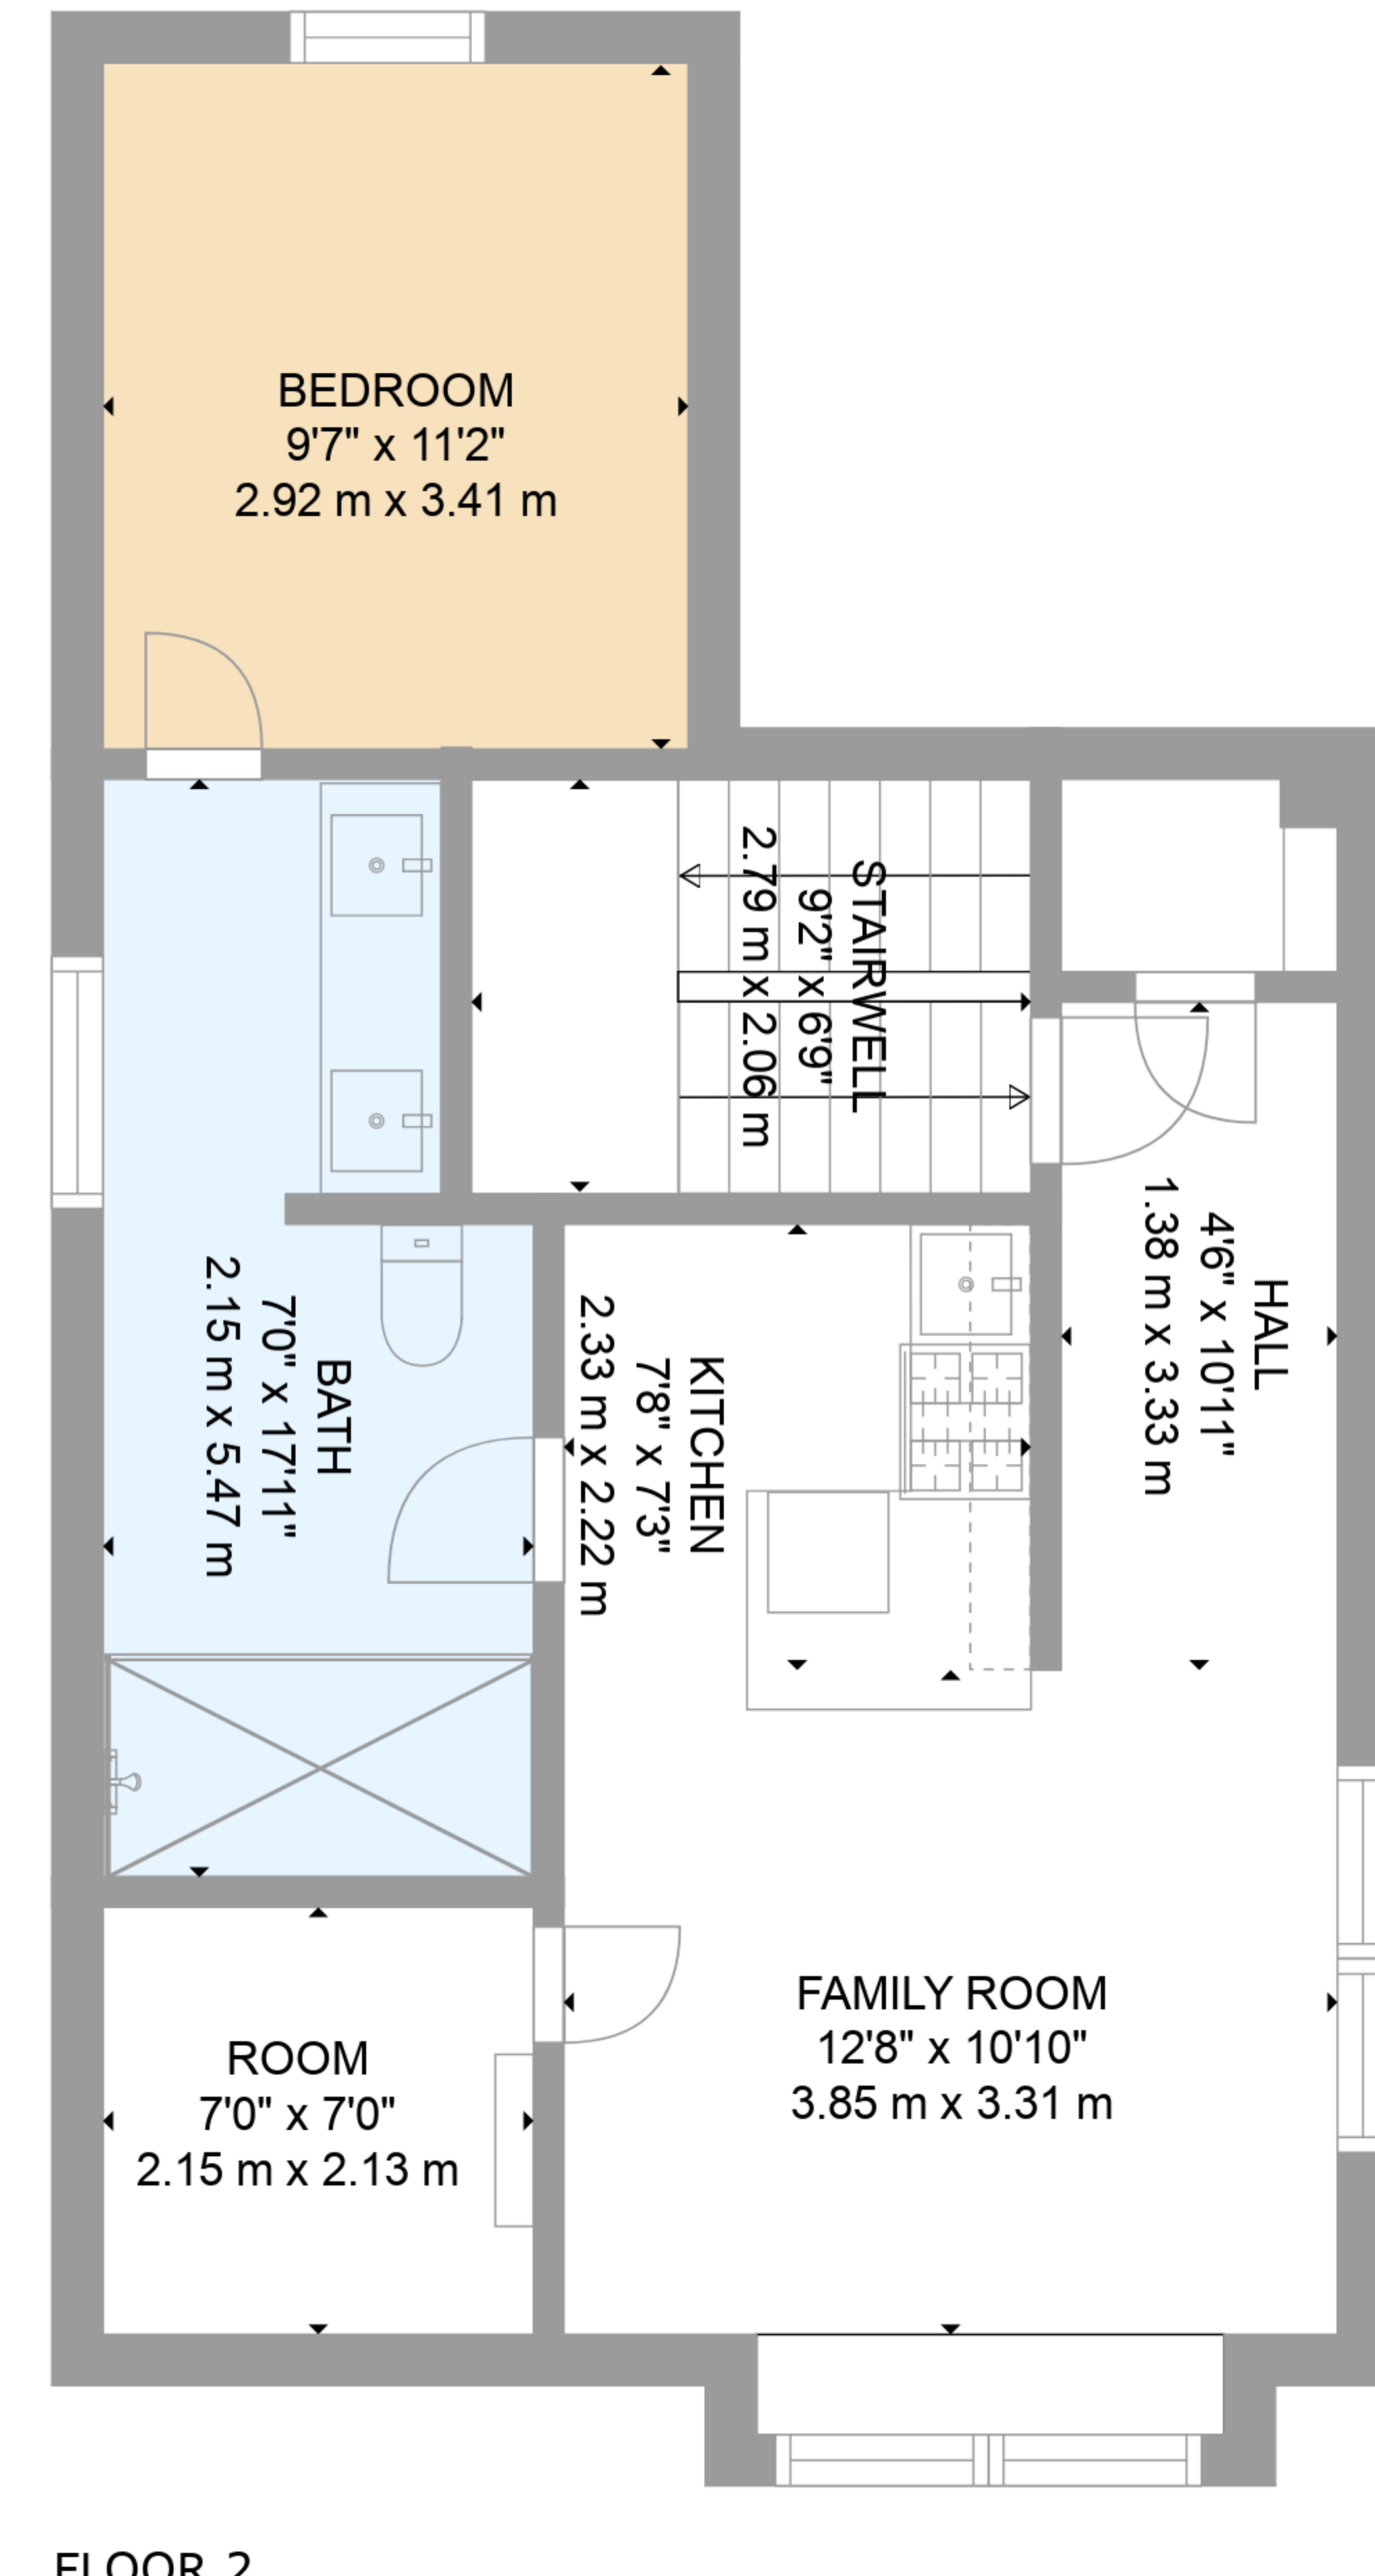 BEDROOM
9'7" x 11'2"
2.92 m x 3.41 m
STAIRWELL
9'2" x 6'9"
2.79 m x 2.06 m
HALL
4'6" x 10'11"
1.38 m x 3.33 m
BATH
7'0" x 17'11"
2.15 m x 5.47 m
KITCHEN
7'8" x 7'3"
2.33 m x 2.22 m
FAMILY ROOM
12'8" x 10'10"
3.85 m x 3.31 m
ROOM
7'0" x 7'0"
2.15 m x 2.13 m
FLOOR 2